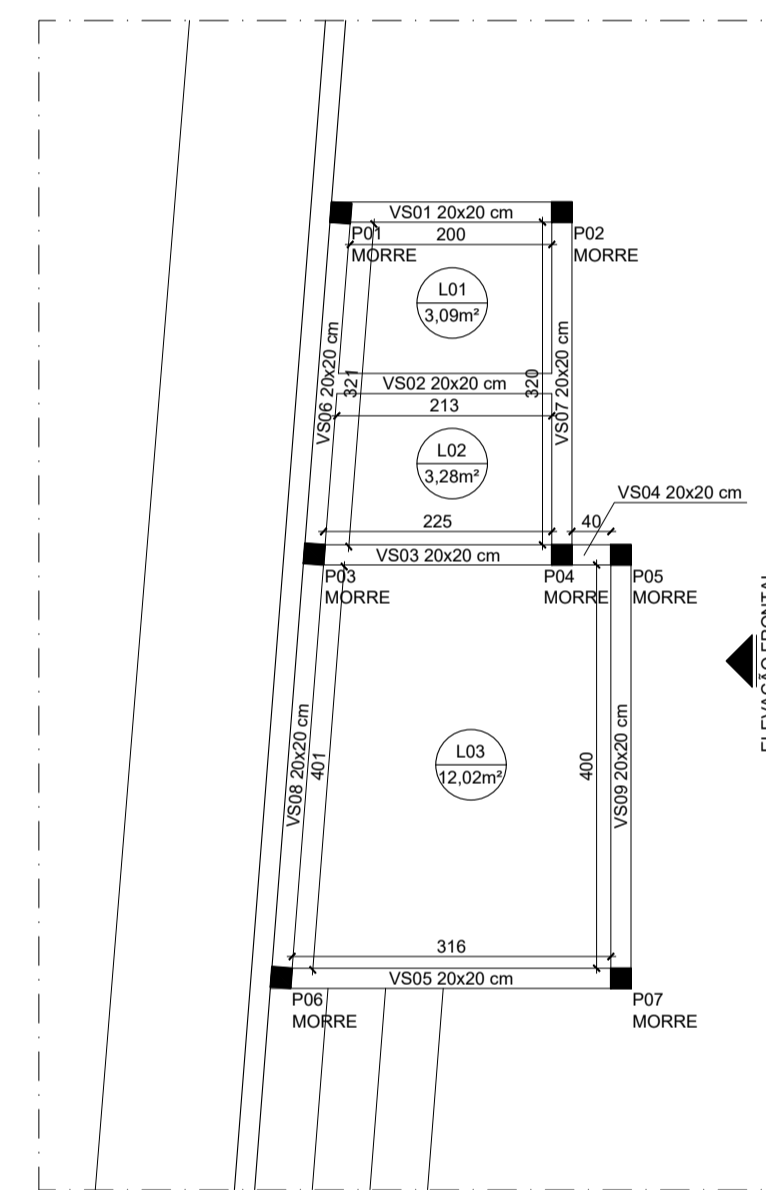 VS01 20x20 cm
P01
MORRE
200
P02
MORRE
L01
3,09m²
VS06 20x20 cm
321
VS02 20x20 cm
320
VS07 20x20 cm
213
L02
3,28m²
VS04 20x20 cm
225
40
VS03 20x20 cm
P03
MORRE
P04
MORRE
P05
MORRE
ELEVAÇÃO FRONTAL
VS08 20x20 cm
401
L03
12,02m²
400
VS09 20x20 cm
316
VS05 20x20 cm
P06
MORRE
P07
MORRE